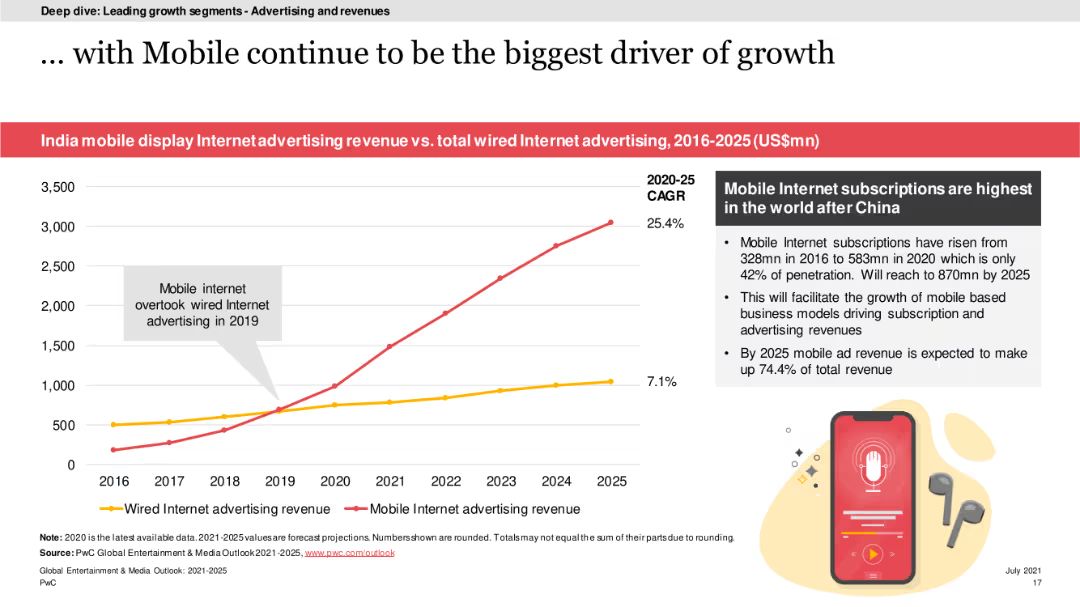 Deep dive: Leading growth segments - Advertising and revenues
... with Mobile continue to be the biggest driver of growth
India mobile display Internet advertising revenue vs. total wired Internet advertising, 2016-2025 (US$mn)
3,500
3,000
2,500
2,000
1,500
1,000
500
0
Mobile internet
overtook wired Internet
advertising in 2019
2020-25
CAGR
25.4%
7.1%
2016 2017 2018 2019 2020 2021 2022 2023 2024 2025
Wired Internet advertising revenue Mobile Internet advertising revenue
Mobile Internet subscriptions are highest
in the world after China
• Mobile Internet subscriptions have risen from
328mn in 2016 to 583mn in 2020 which is only
42% of penetration. Will reach to 870mn by 2025
• This will facilitate the growth of mobile based
business models driving subscription and
advertising revenues
• By 2025 mobile ad revenue is expected to make
up 74.4% of total revenue
Note: 2020 is the latest available data. 2021-2025 values are forecast projections. Numbers shown are rounded. Totals may not equal the sum of their parts due to rounding.
Source: PwC Global Entertainment & Media Outlook 2021-2025, www.pwc.com/outlook
Global Entertainment & Media Outlook: 2021-2025
PwC
July 2021
17